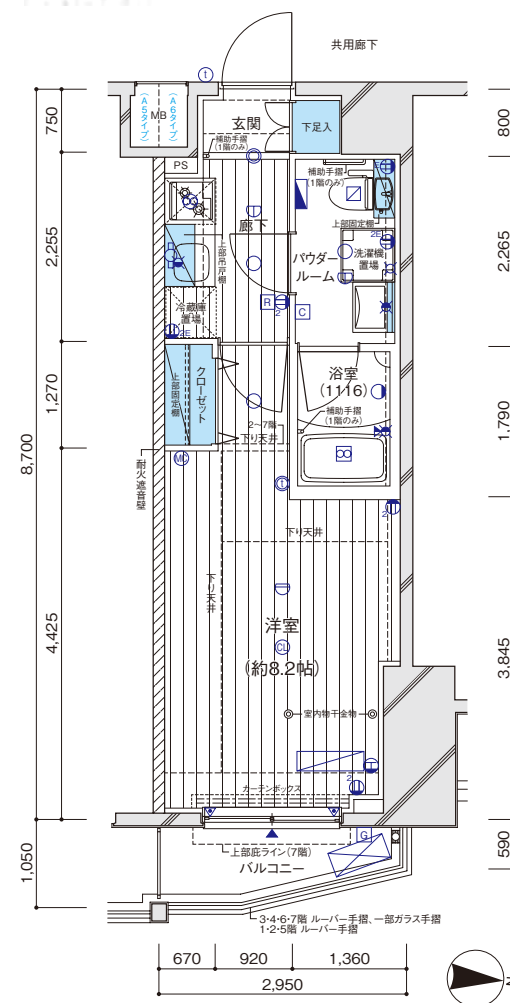 共用廊下
t
(A5タイプ)
MB
(A6タイプ)
玄関
下足入
補助手摺
(1階のみ)
PS
補助手摺
(1階のみ)
上部固定棚
廊下
上部吊戸棚
パウダー
ルーム
2E
洗濯機
置場
R
2
C
冷蔵庫
置場
2E
クローゼット
上部固定棚
浴室
(1116)
補助手摺
(1階のみ)
2〜7階
下り天井
MC
耐火遮音壁
t
2
下り天井
下り天井
洋室
CL
(約8.2帖)
室内物干金物
2
カーテンボックス
G
上部庇ライン(7階)
バルコニー
3・4・6・7階 ルーバー手摺、一部ガラス手摺
1・2・5階 ルーバー手摺
750
2,255
1,270
8,700
4,425
1,050
800
2,265
1,790
3,845
590
670
920
1,360
2,950
N